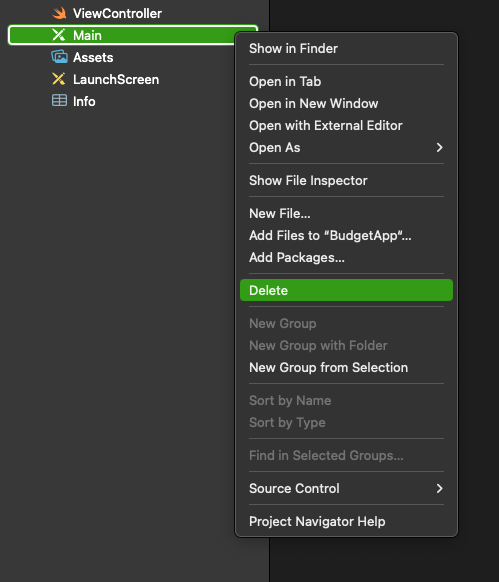 ViewController
Main
Assets
LaunchScreen
Info
Show in Finder
Open in Tab
Open in New Window
Open with External Editor
Open As
Show File Inspector
New File...
Add Files to “BudgetApp”...
Add Packages...
Delete
New Group
New Group with Folder
New Group from Selection
Sort by Name
Sort by Type
Find in Selected Groups...
Source Control
Project Navigator Help